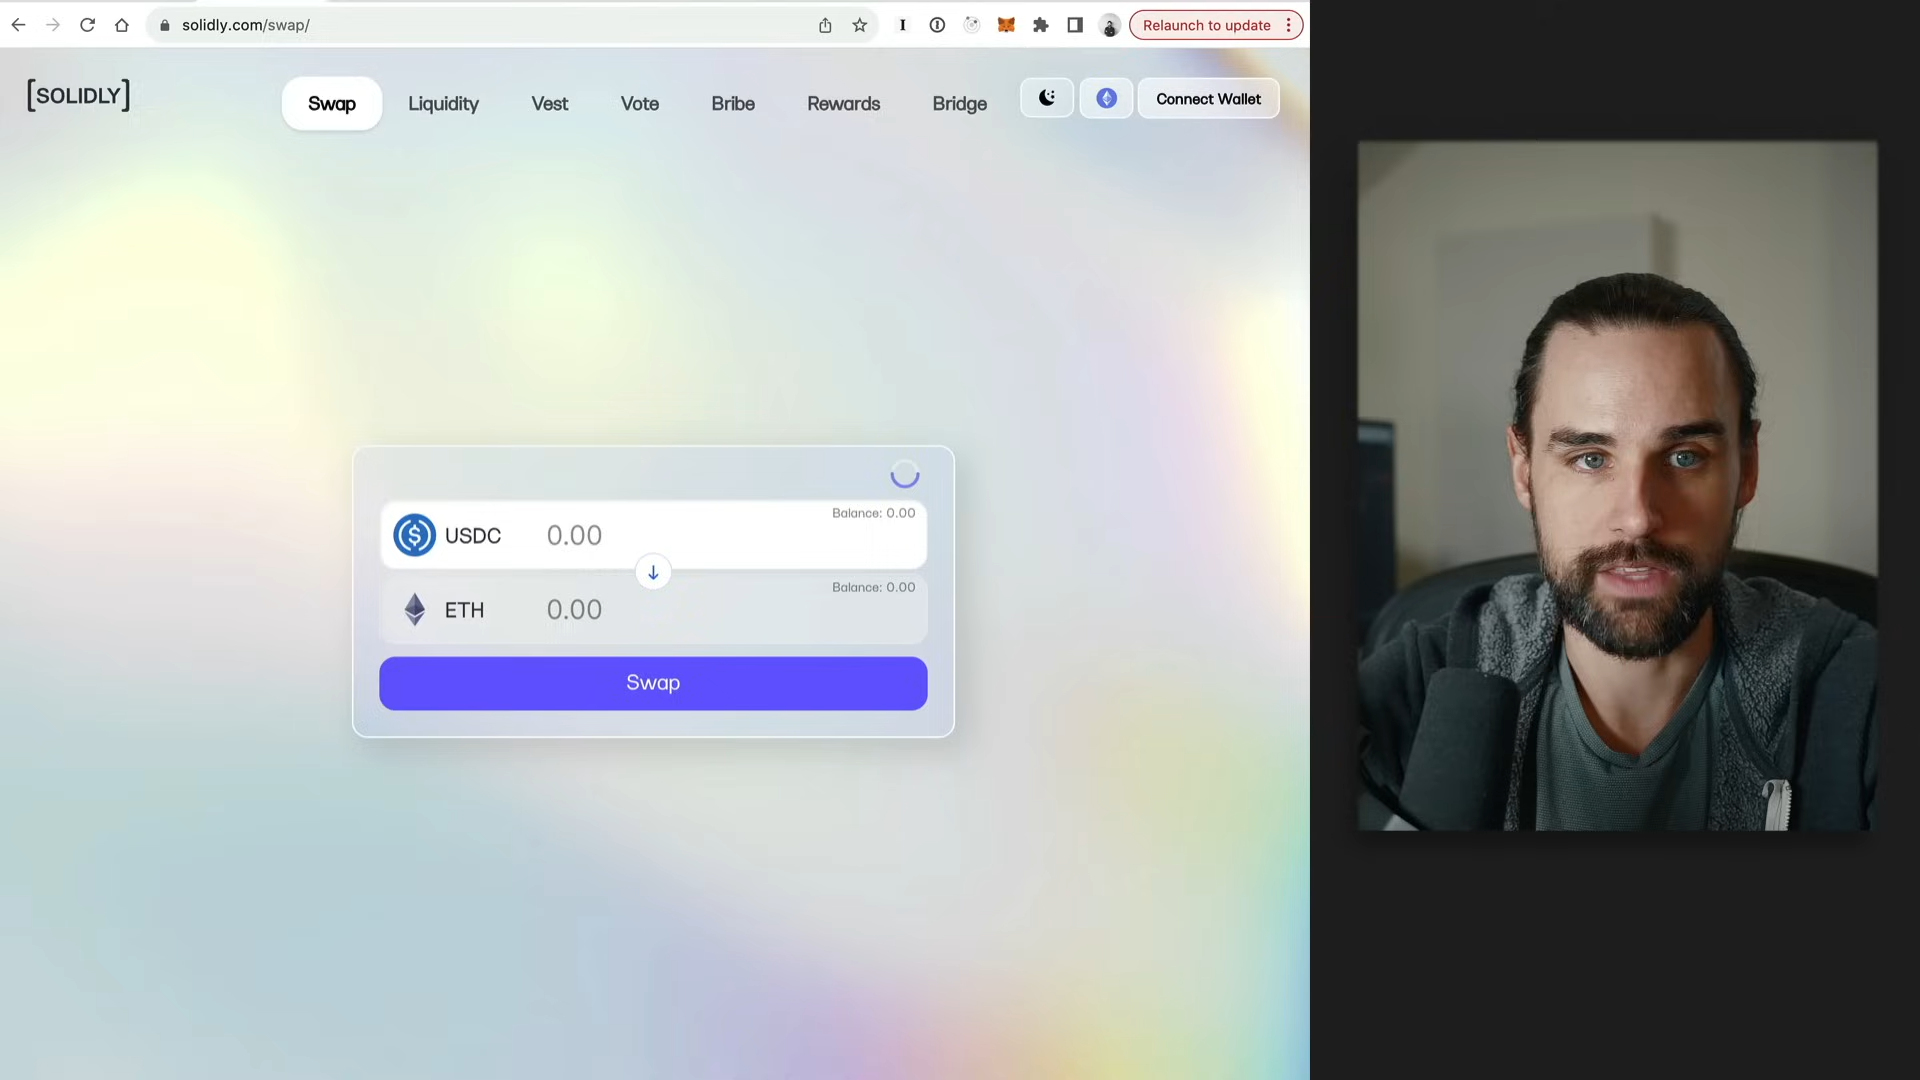 solidly.com/swap/
Relaunch to update
[SOLIDLY]
Swap
Liquidity
Vest
Vote
Bribe
Rewards
Bridge
Connect Wallet
Balance: 0.00
USDC 0.00
Balance: 0.00
ETH 0.00
Swap